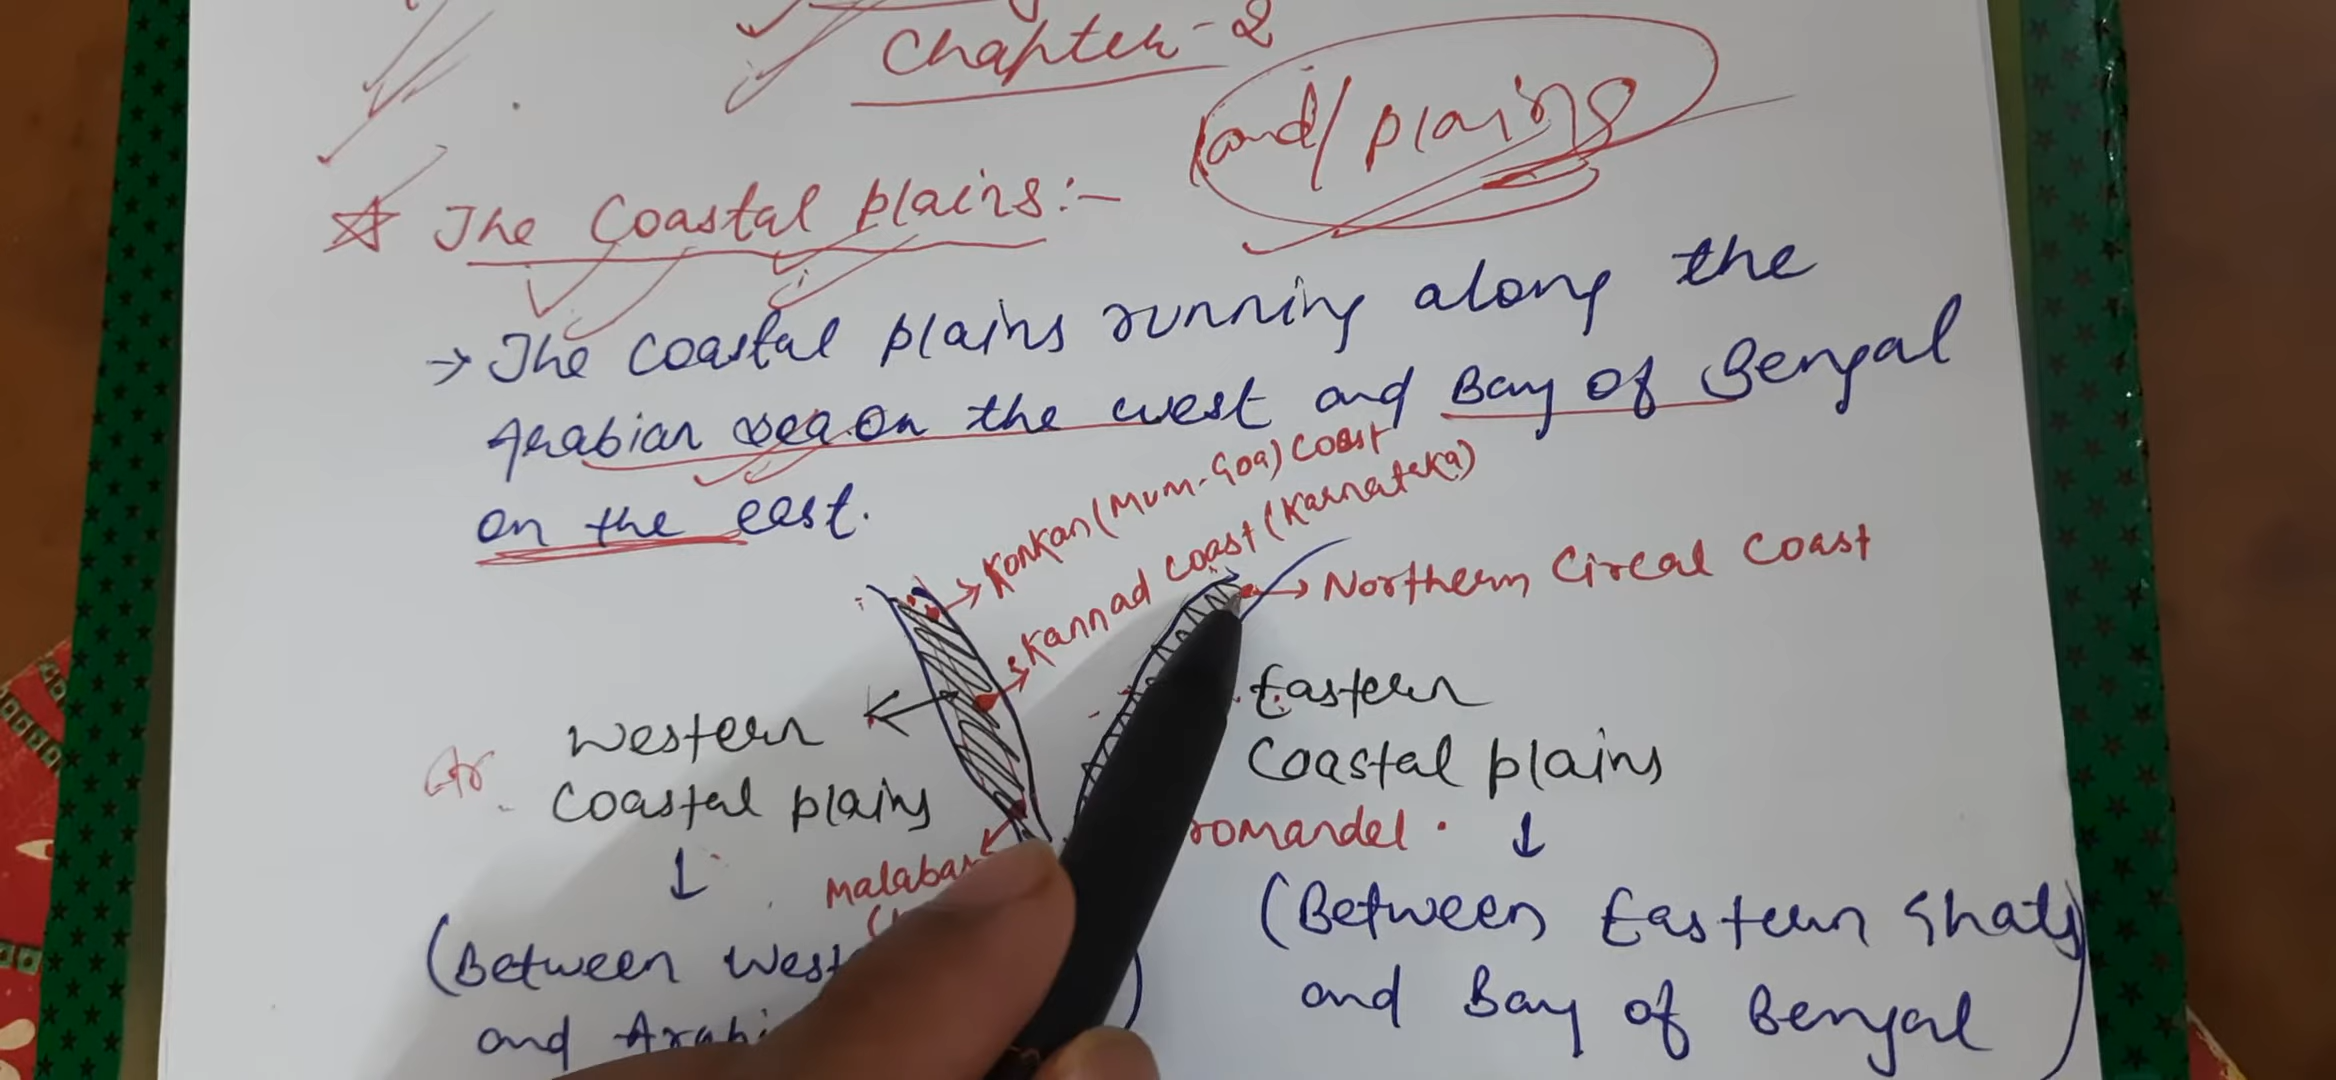 Chapter-2
land/plains
The Coastal plains:-
→ The coastal plains running along the
Arabian sea on the west and Bay of Bengal
on the east.
Konkan (Mum-Goa) coast
Kannad coast (Karnataka)
Northern Circal Coast
Western
Coastal plains
Eastern
Coastal plains
romandel
Malabar
(Between West
and Arabi
(Between Eastern Ghats
and Bay of Bengal